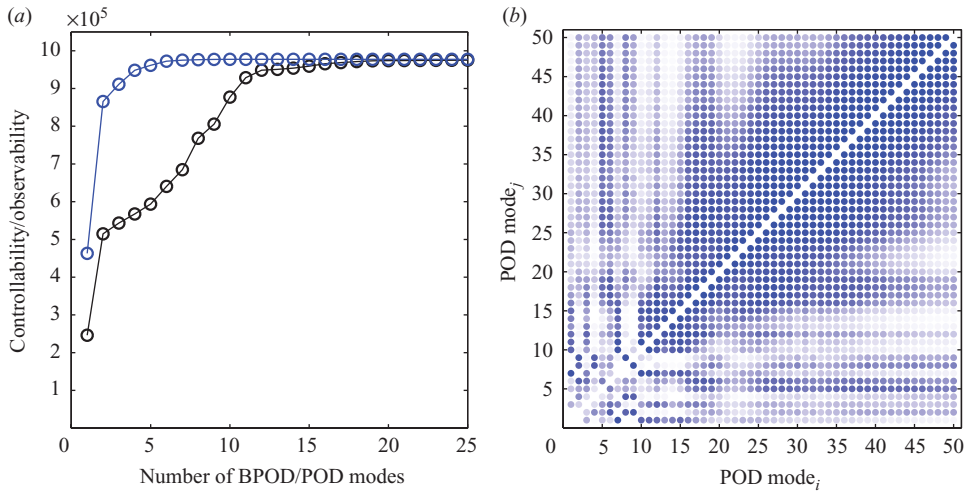 (a)
×10⁵
10
9
8
7
6
5
4
3
2
1
0 5 10 15 20 25
Controllability/observability
Number of BPOD/POD modes
(b)
50
45
40
35
30
25
20
15
10
5
0 5 10 15 20 25 30 35 40 45 50
POD mode_j
POD mode_i